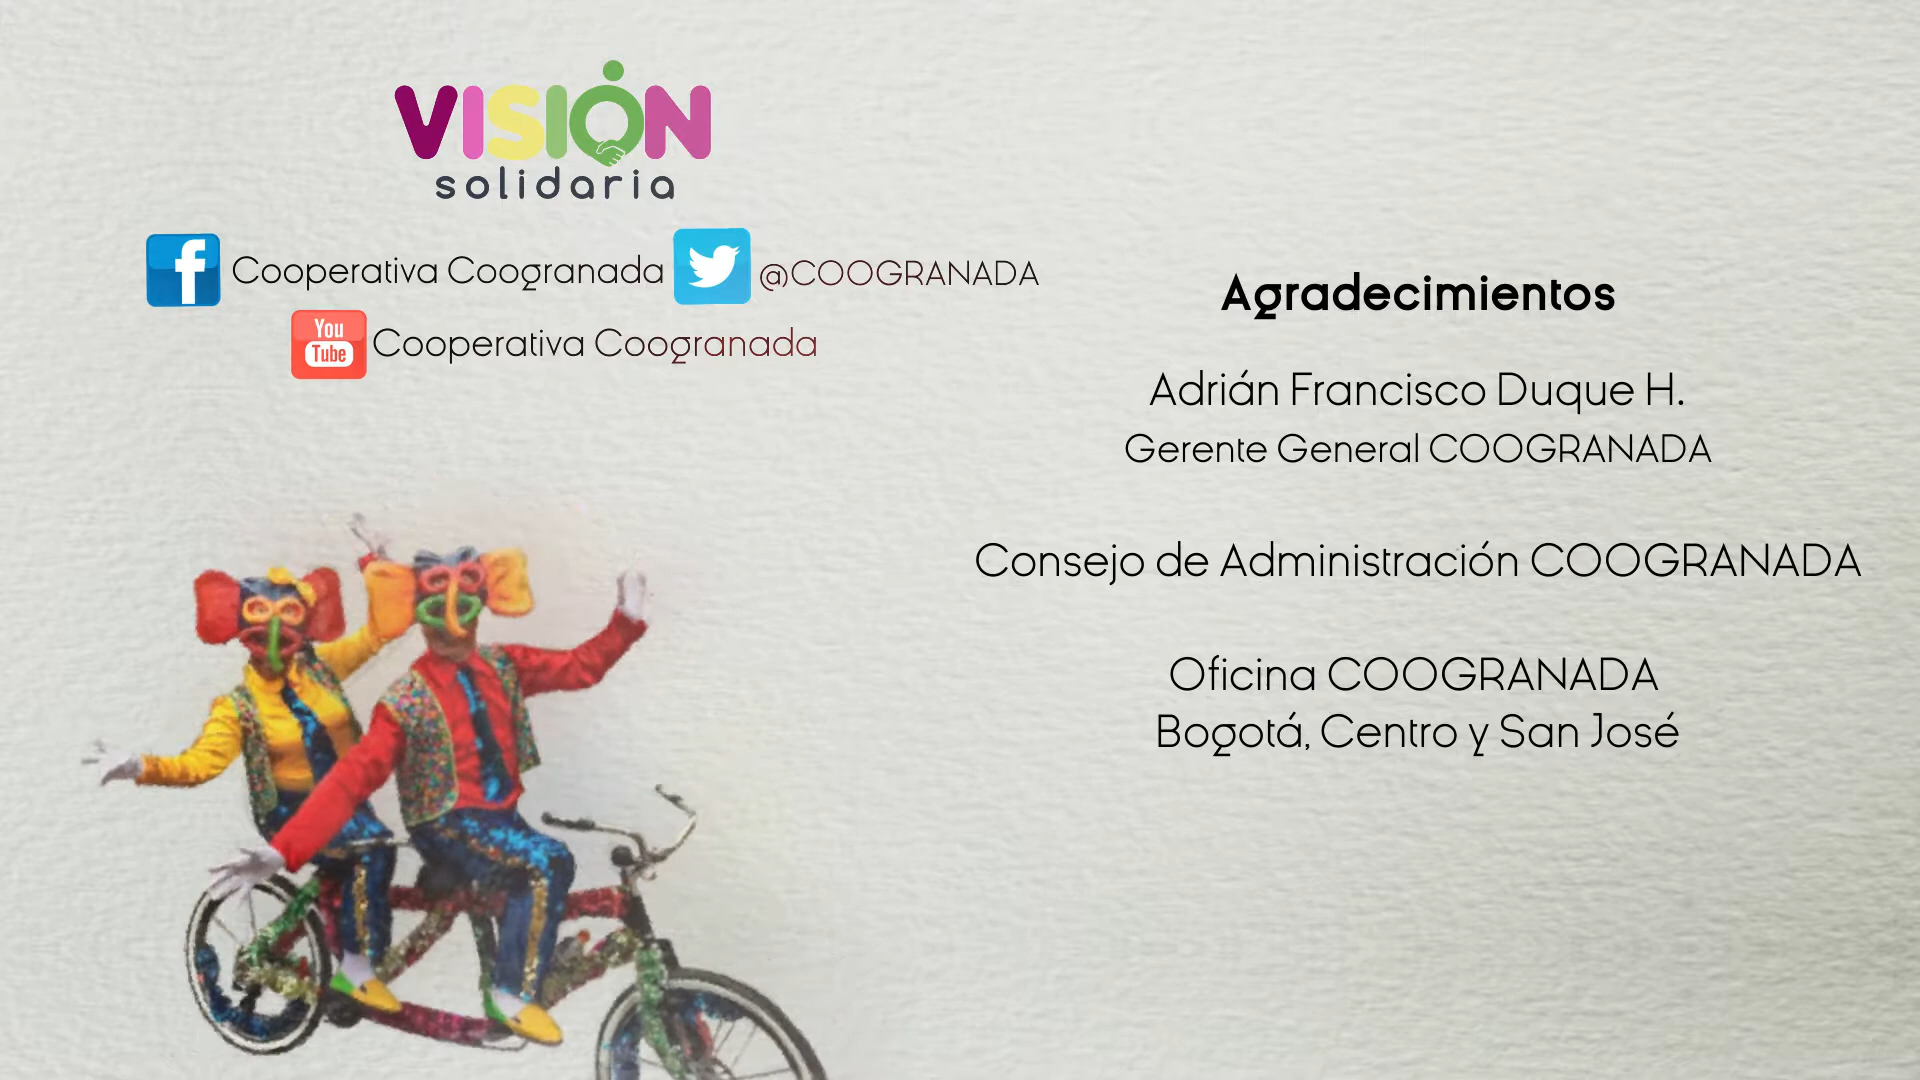 VISIÓN
solidaria
f Cooperativa Coogranada @COOGRANADA
You Tube Cooperativa Coogranada
Agradecimientos
Adrián Francisco Duque H.
Gerente General COOGRANADA
Consejo de Administración COOGRANADA
Oficina COOGRANADA
Bogotá, Centro y San José